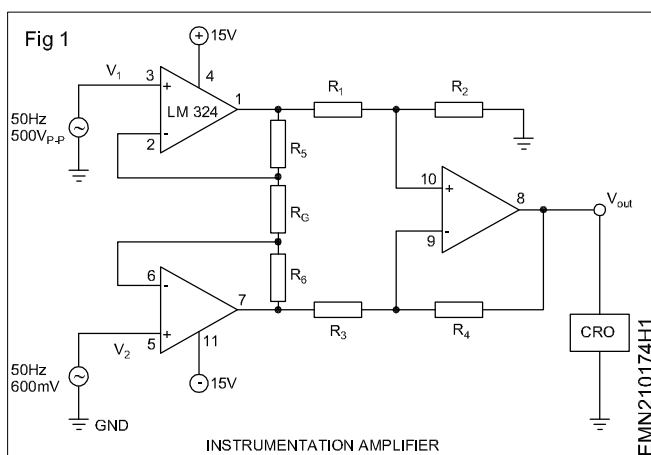 Fig 1
15V
V1
3
4
+
1
R1
R2
LM 324
50Hz
500VP-P
-
2
R5
10
+
8
Vout
RG
9
-
6
-
R6
7
+
5
11
R3
R4
CRO
V2
50Hz
600mV
-
15V
GND
INSTRUMENTATION AMPLIFIER
EMN210174H1